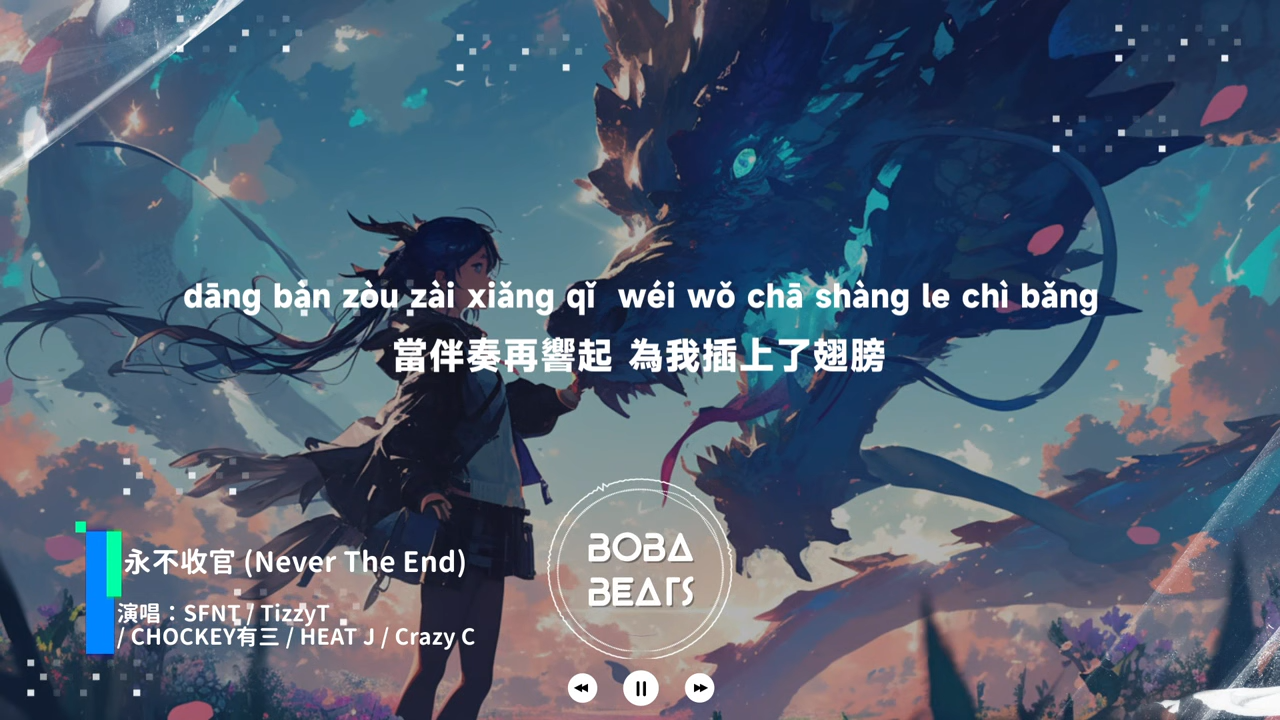 dāng bàn zòu zài xiǎng qǐ  wéi wǒ chā shàng le chì bǎng
當伴奏再響起 為我插上了翅膀
永不收官 (Never The End)
演唱：SFNT / TizzyT
/ CHOCKEY有三 / HEAT J / Crazy C
BOBA
BEATS